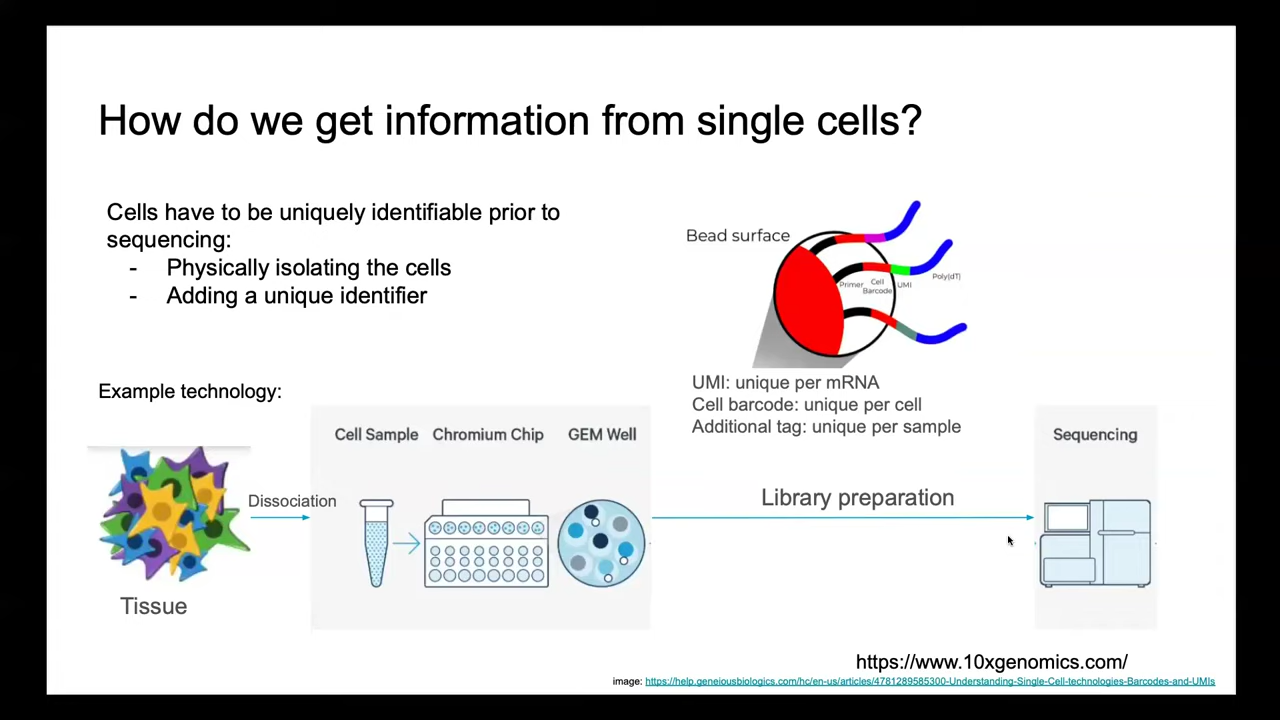 How do we get information from single cells?
Cells have to be uniquely identifiable prior to
sequencing:
- Physically isolating the cells
- Adding a unique identifier
Bead surface
Primer
Cell
Barcode
UMI
Poly(dT)
UMI: unique per mRNA
Cell barcode: unique per cell
Additional tag: unique per sample
Example technology:
Cell Sample
Chromium Chip
GEM Well
Sequencing
Dissociation
Library preparation
Tissue
https://www.10xgenomics.com/
image: https://help.geneiousbiologics.com/hc/en-us/articles/4781289585300-Understanding-Single-Cell-technologies-Barcodes-and-UMIs